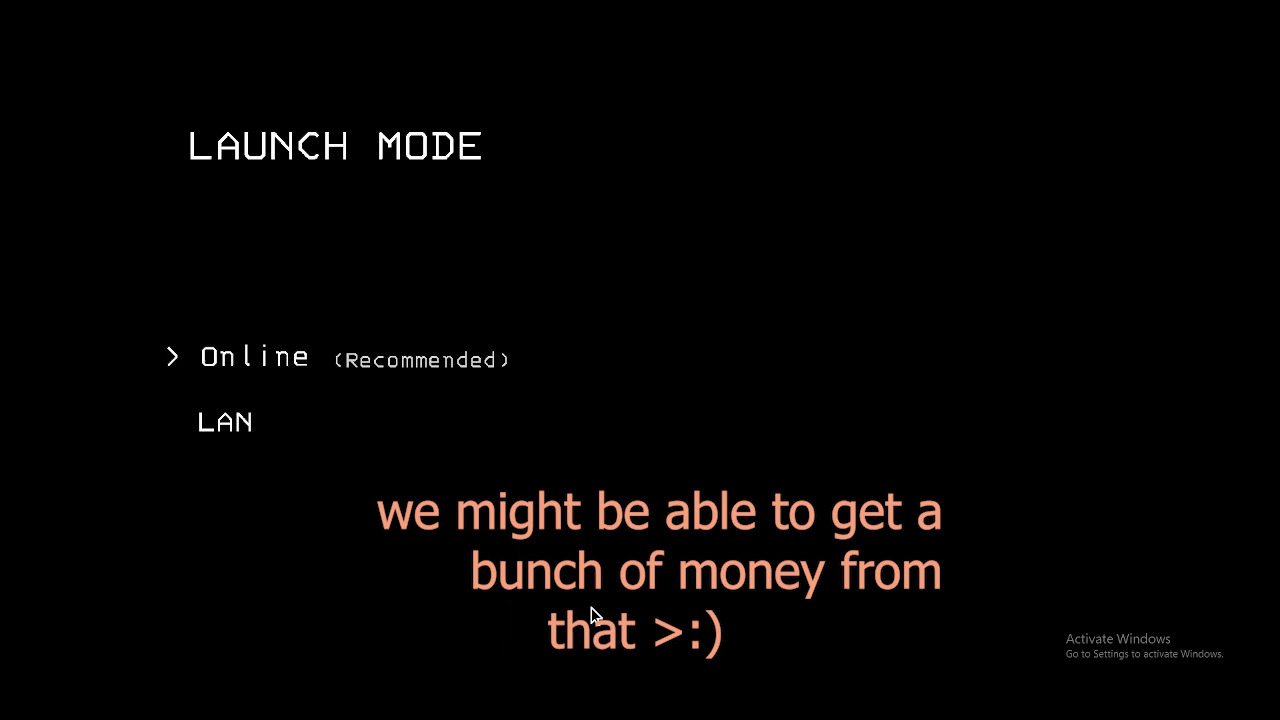 LAUNCH MODE
> Online (Recommended)
LAN
we might be able to get a
bunch of money from
that >:)
Activate Windows
Go to Settings to activate Windows.